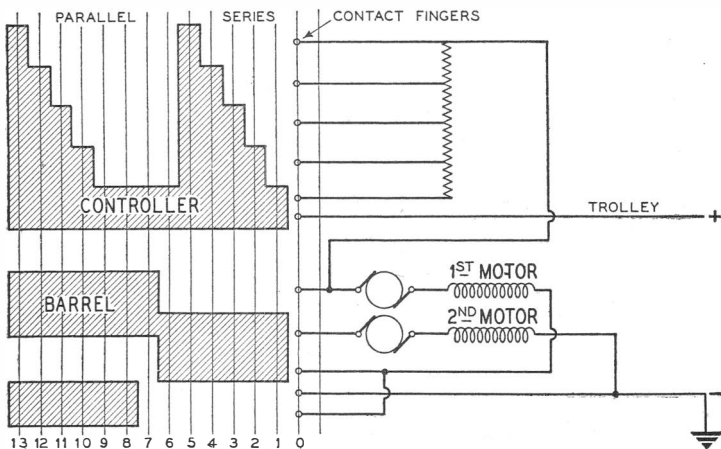 PARALLEL SERIES CONTACT FINGERS
CONTROLLER
TROLLEY +
1ST MOTOR
BARREL
2ND MOTOR
-
13 12 11 10 9 8 7 6 5 4 3 2 1 0